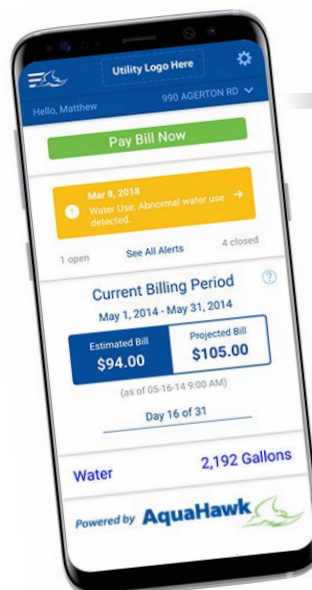 Utility Logo Here
Hello, Matthew
990 AGERTON RD
Pay Bill Now
Mar 8, 2018
Water Use: Abnormal water use
detected.
1 open
See All Alerts
4 closed
Current Billing Period
?
May 1, 2014 - May 31, 2014
Estimated Bill
Projected Bill
$94.00
$105.00
(as of 05-16-14 9:00 AM)
Day 16 of 31
Water
2,192 Gallons
Powered by AquaHawk